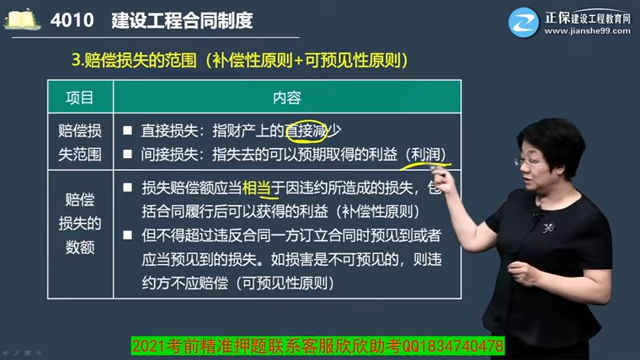 4010 建设工程合同制度
正保建设工程教育网
www.jianshe99.com
3.赔偿损失的范围（补偿性原则+可预见性原则）
项目
内容
赔偿损
失范围
■ 直接损失：指财产上的直接减少
■ 间接损失：指失去的可以预期取得的利益（利润）
赔偿
损失的
数额
■ 损失赔偿额应当相当于因违约所造成的损失，包
括合同履行后可以获得的利益（补偿性原则）
■ 但不得超过违反合同一方订立合同时预见到或者
应当预见到的损失。如损害是不可预见的，则违
约方不应赔偿（可预见性原则）
2021考前精准押题联系客服欣欣助考QQ1834740478